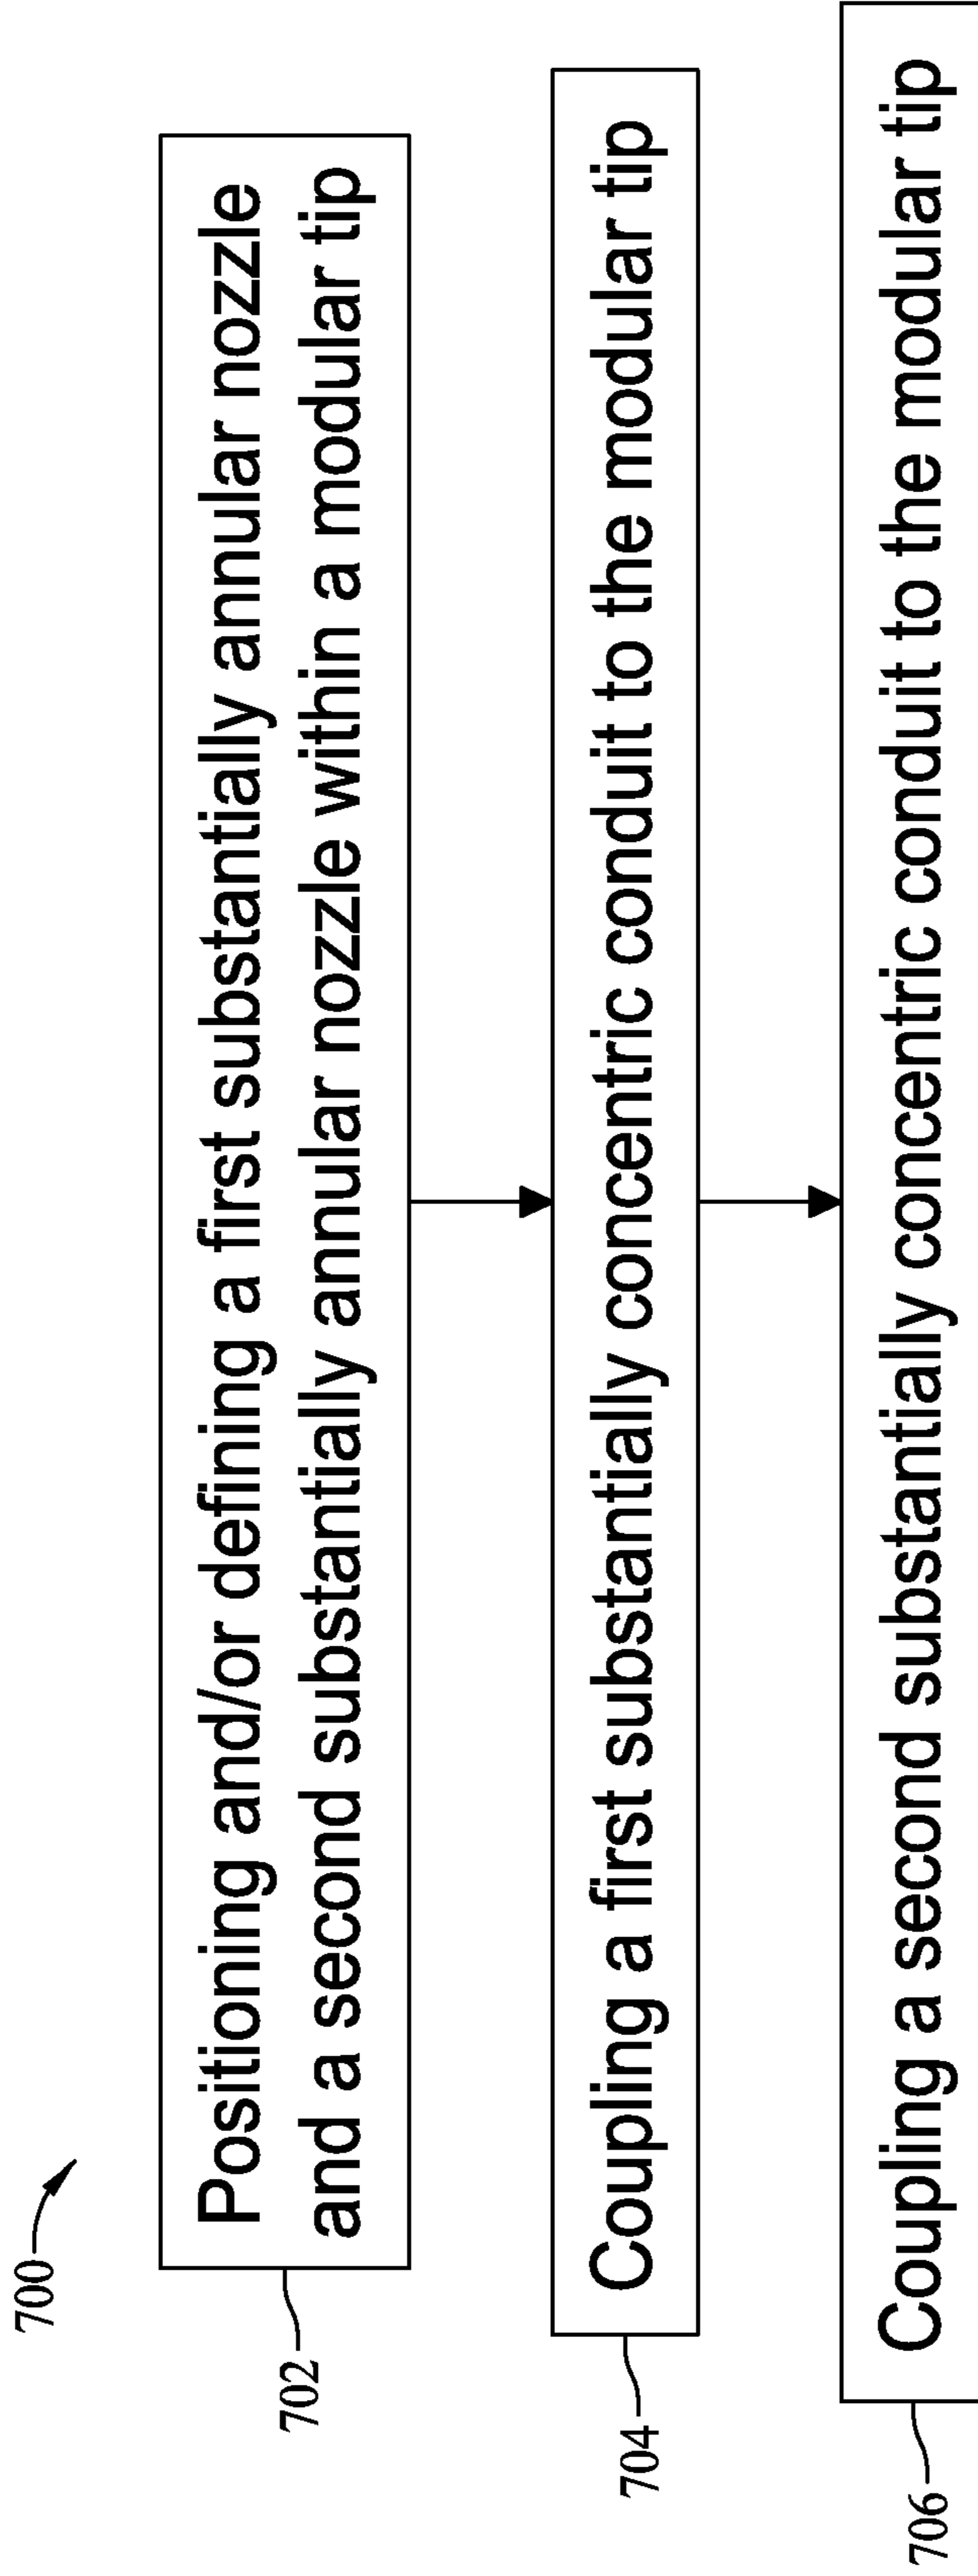 700
702
Positioning and/or defining a first substantially annular nozzle
and a second substantially annular nozzle within a modular tip
704
Coupling a first substantially concentric conduit to the modular tip
706
Coupling a second substantially concentric conduit to the modular tip